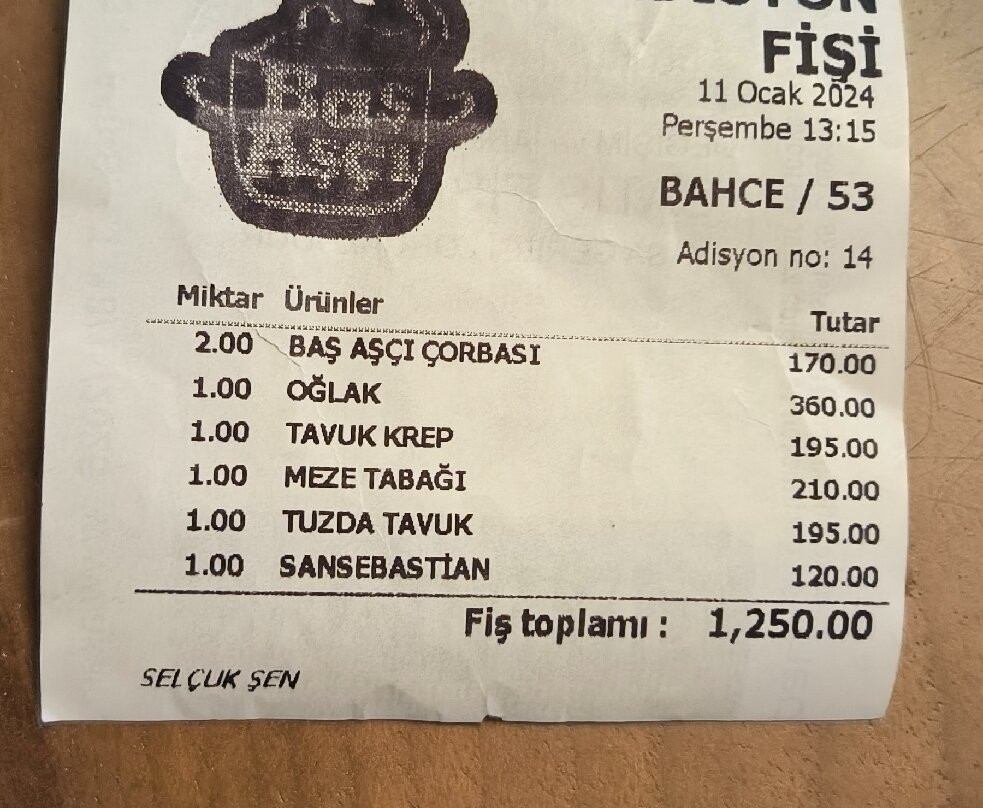 FİŞİ
11 Ocak 2024
Perşembe 13:15
Baş
Aşçı
BAHCE / 53
Adisyon no: 14
Miktar Ürünler Tutar
2.00 BAŞ AŞÇI ÇORBASI 170.00
1.00 OĞLAK 360.00
1.00 TAVUK KREP 195.00
1.00 MEZE TABAĞI 210.00
1.00 TUZDA TAVUK 195.00
1.00 SANSEBASTİAN 120.00
Fiş toplamı : 1,250.00
SELÇUK ŞEN